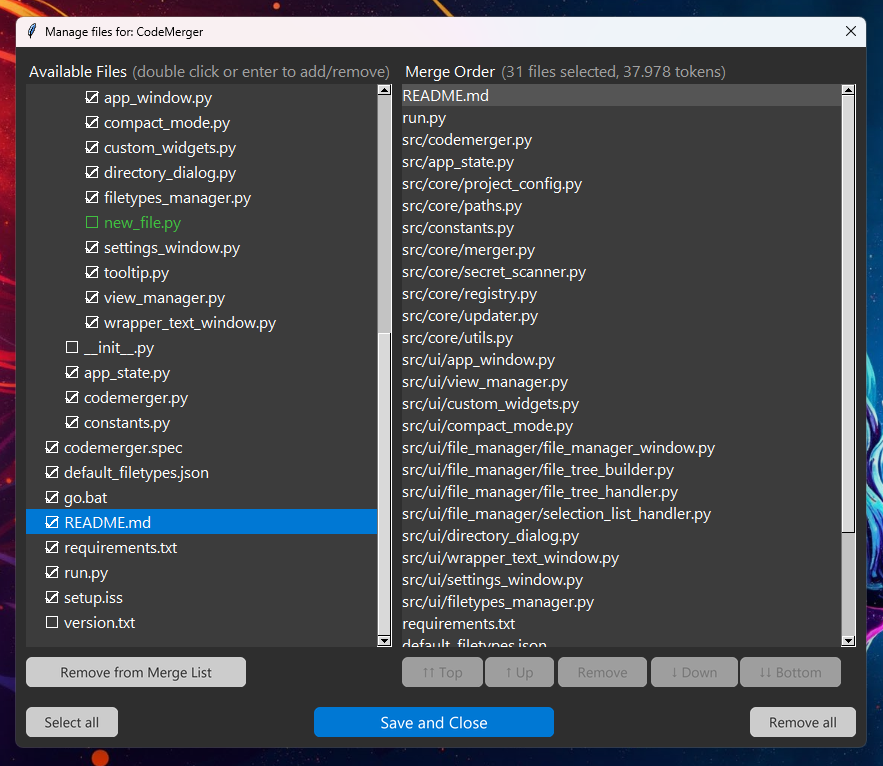 Manage files for: CodeMerger
Available Files (double click or enter to add/remove)
app_window.py
compact_mode.py
custom_widgets.py
directory_dialog.py
filetypes_manager.py
new_file.py
settings_window.py
tooltip.py
view_manager.py
wrapper_text_window.py
__init__.py
app_state.py
codemerger.py
constants.py
codemerger.spec
default_filetypes.json
go.bat
README.md
requirements.txt
run.py
setup.iss
version.txt
Remove from Merge List
Select all
Merge Order (31 files selected, 37.978 tokens)
README.md
run.py
src/codemerger.py
src/app_state.py
src/core/project_config.py
src/core/paths.py
src/constants.py
src/core/merger.py
src/core/secret_scanner.py
src/core/registry.py
src/core/updater.py
src/core/utils.py
src/ui/app_window.py
src/ui/view_manager.py
src/ui/custom_widgets.py
src/ui/compact_mode.py
src/ui/file_manager/file_manager_window.py
src/ui/file_manager/file_tree_builder.py
src/ui/file_manager/file_tree_handler.py
src/ui/file_manager/selection_list_handler.py
src/ui/directory_dialog.py
src/ui/wrapper_text_window.py
src/ui/settings_window.py
src/ui/filetypes_manager.py
requirements.txt
default_filetypes.json
↑↑ Top
↑ Up
Remove
↓ Down
↓↓ Bottom
Save and Close
Remove all